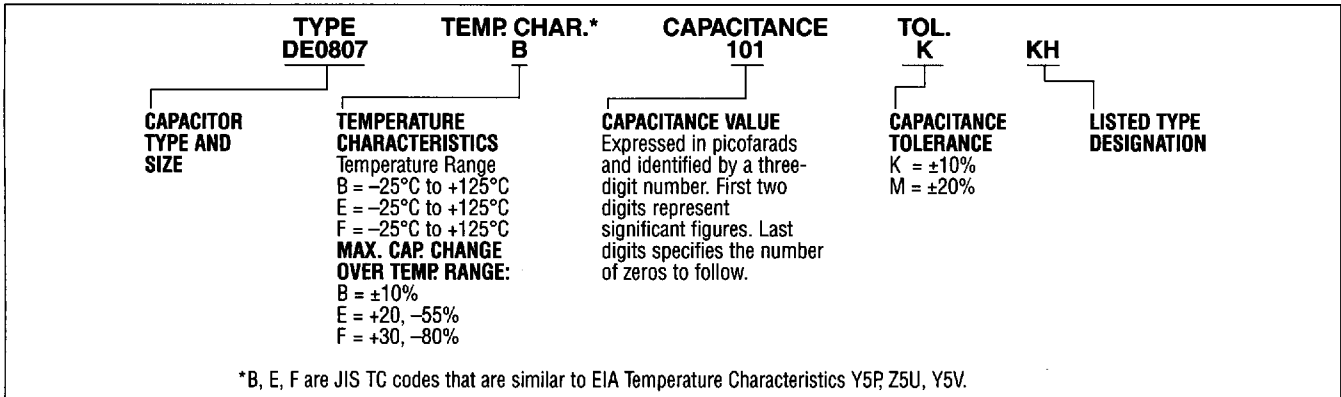 TYPE TEMP. CHAR.* CAPACITANCE TOL.
DE0807 B 101 K KH
CAPACITOR
TYPE AND
SIZE
TEMPERATURE
CHARACTERISTICS
Temperature Range
B = –25°C to +125°C
E = –25°C to +125°C
F = –25°C to +125°C
MAX. CAP. CHANGE
OVER TEMP. RANGE:
B = ±10%
E = +20, –55%
F = +30, –80%
CAPACITANCE VALUE
Expressed in picofarads
and identified by a three-
digit number. First two
digits represent
significant figures. Last
digits specifies the number
of zeros to follow.
CAPACITANCE
TOLERANCE
K = ±10%
M = ±20%
LISTED TYPE
DESIGNATION
*B, E, F are JIS TC codes that are similar to EIA Temperature Characteristics Y5P, Z5U, Y5V.